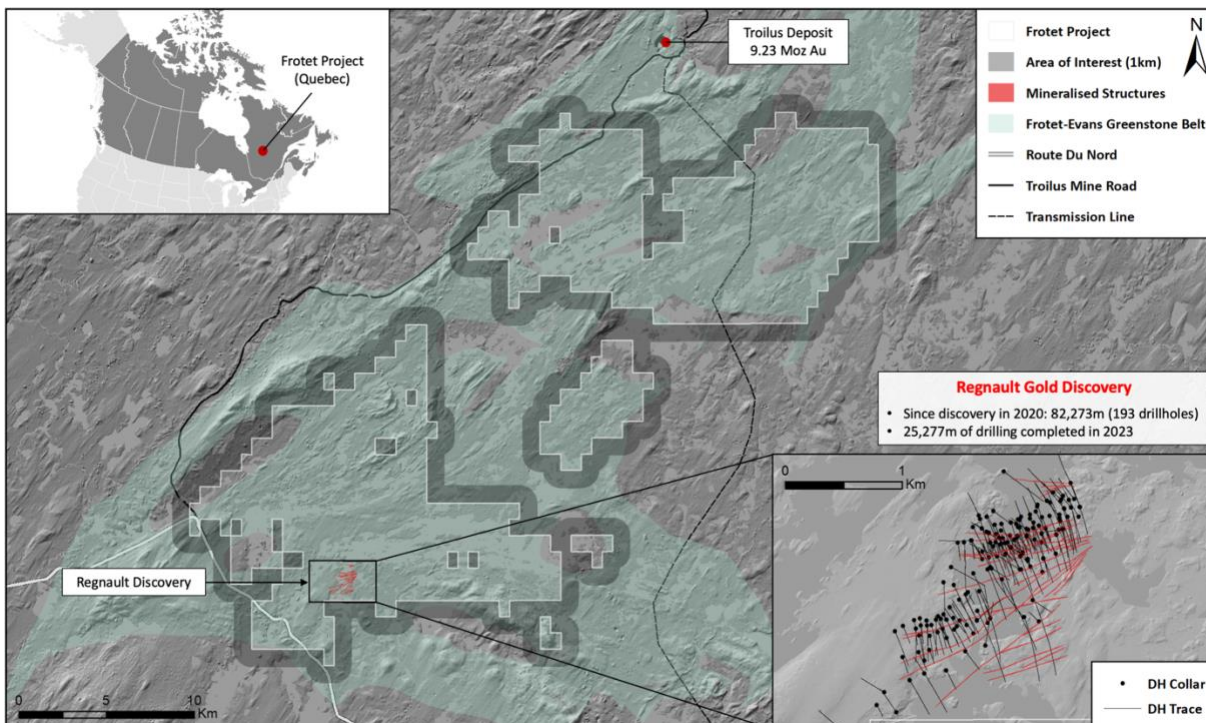 Frotet Project
(Quebec)
Troilus Deposit
9.23 Moz Au
Frotet Project
Area of Interest (1km)
Mineralised Structures
Frotet-Evans Greenstone Belt
Route Du Nord
Troilus Mine Road
Transmission Line
N
Regnault Gold Discovery
• Since discovery in 2020: 82,273m (193 drillholes)
• 25,277m of drilling completed in 2023
0 1
Km
Regnault Discovery
DH Collar
DH Trace
0 5 10
Km